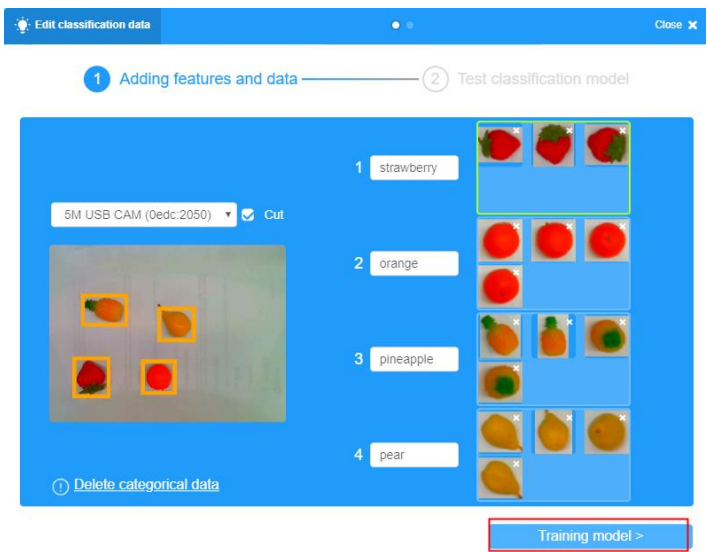 Edit classification data
Close ×
1 Adding features and data
2 Test classification model
1 strawberry
5M USB CAM (0edc:2050) Cut
2 orange
3 pineapple
4 pear
Delete categorical data
Training model >